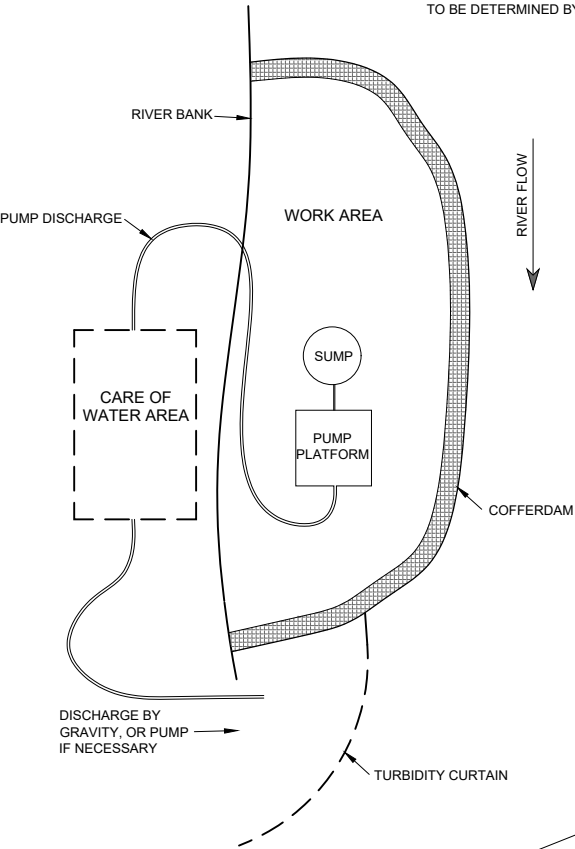 TO BE DETERMINED BY
RIVER BANK
RIVER FLOW
PUMP DISCHARGE
WORK AREA
SUMP
CARE OF
WATER AREA
PUMP
PLATFORM
COFFERDAM
DISCHARGE BY
GRAVITY, OR PUMP
IF NECESSARY
TURBIDITY CURTAIN